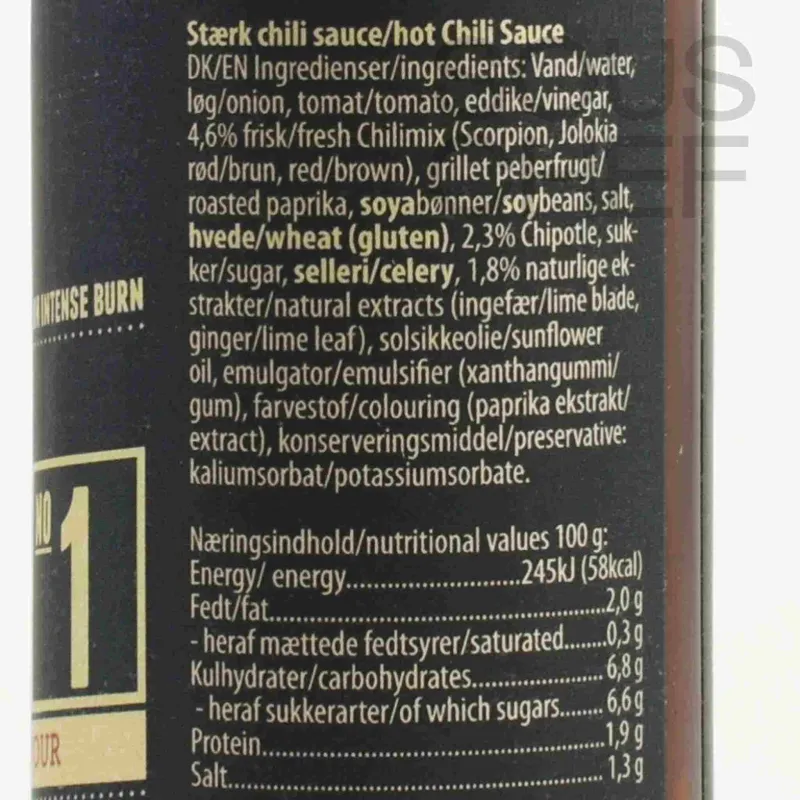 Stærk chili sauce/hot Chili Sauce
DK/EN Ingredienser/ingredients: Vand/water,
løg/onion, tomat/tomato, eddike/vinegar,
4,6% frisk/fresh Chilimix (Scorpion, Jolokia
rød/brun, red/brown), grillet peberfrugt/
roasted paprika, soyabønner/soybeans, salt,
hvede/wheat (gluten), 2,3% Chipotle, suk-
ker/sugar, selleri/celery, 1,8% naturlige ek-
strakter/natural extracts (ingefær/lime blade,
ginger/lime leaf), solsikkeolie/sunflower
oil, emulgator/emulsifier (xanthangummi/
gum), farvestof/colouring (paprika ekstrakt/
extract), konserveringsmiddel/preservative:
kaliumsorbat/potassiumsorbate.
Næringsindhold/nutritional values 100 g:
Energy/ energy........................245kJ (58kcal)
Fedt/fat................................................2,0 g
- heraf mættede fedtsyrer/saturated.......0,3 g
Kulhydrater/carbohydrates................... 6,8 g
- heraf sukkerarter/of which sugars....... 6,6 g
Protein................................................. 1,9 g
Salt...................................................... 1,3 g
INTENSE BURN
NO
1
OUR